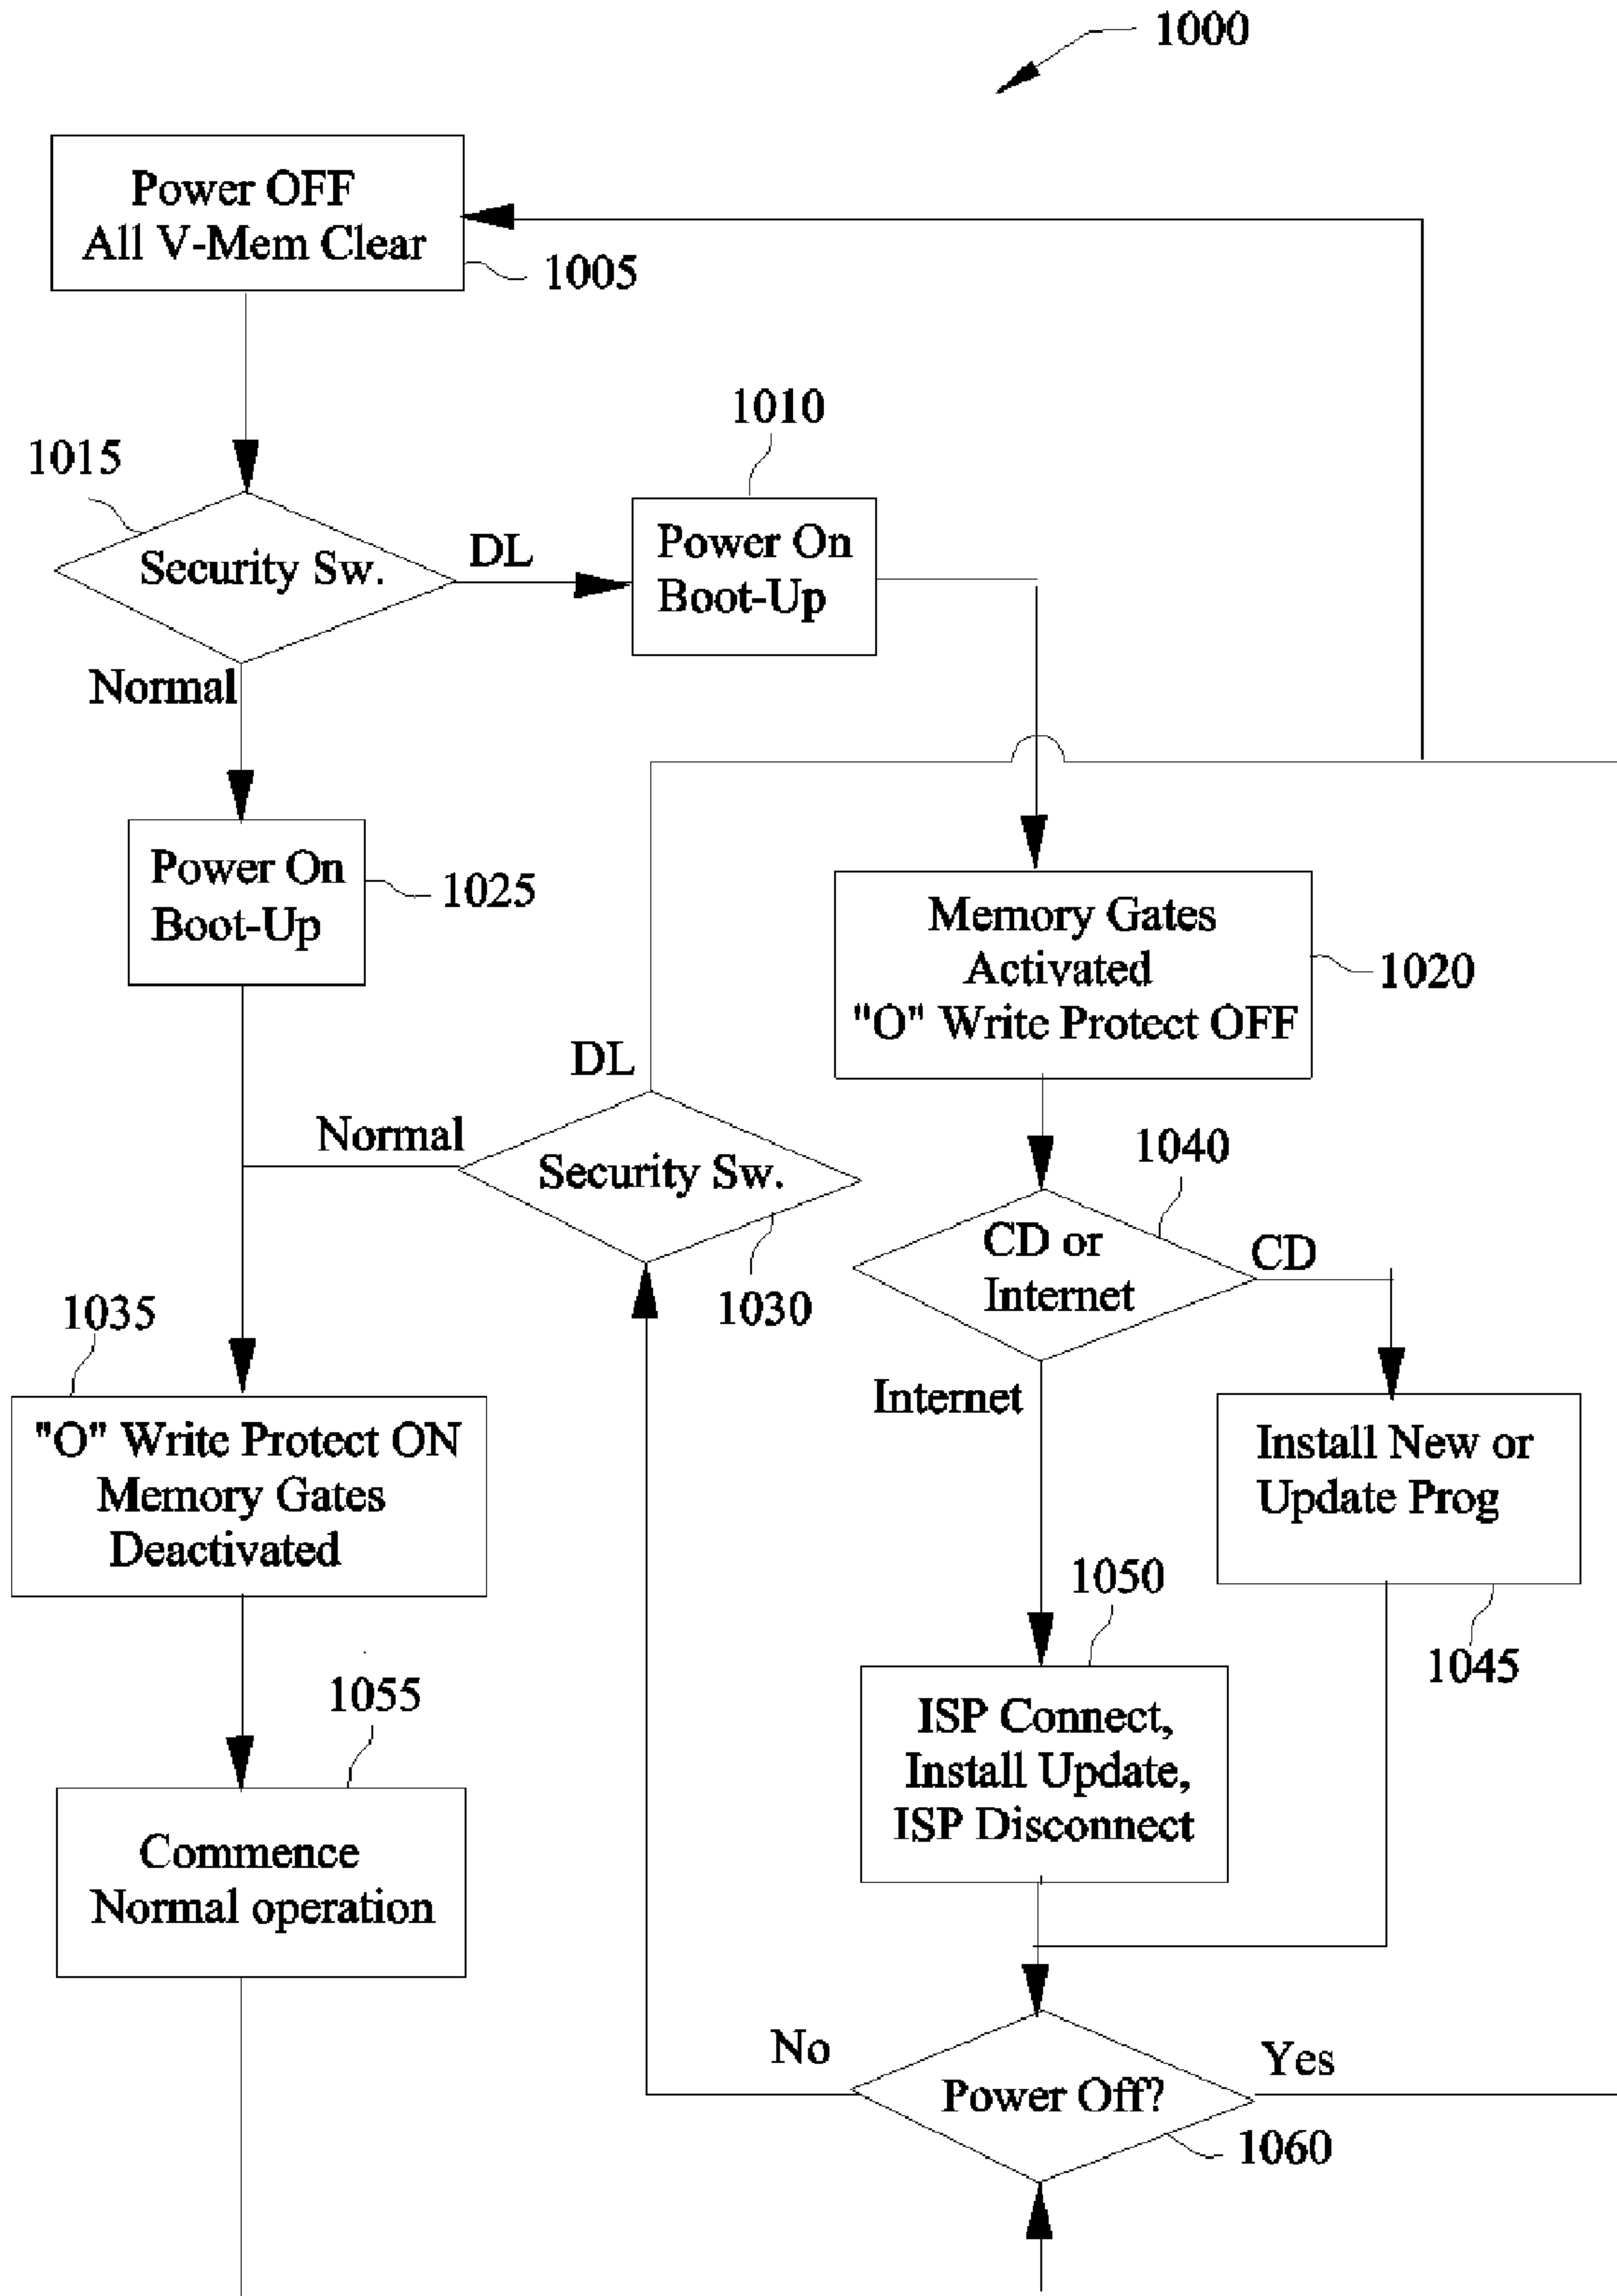 1000
Power OFF
All V-Mem Clear
1005
1015
Security Sw.
DL
1010
Power On
Boot-Up
Normal
Power On
Boot-Up
1025
Memory Gates
Activated
"O" Write Protect OFF
1020
DL
Normal
Security Sw.
1030
1040
CD or
Internet
CD
Internet
1035
"O" Write Protect ON
Memory Gates
Deactivated
Install New or
Update Prog
1045
1050
ISP Connect,
Install Update,
ISP Disconnect
1055
Commence
Normal operation
No
Power Off?
Yes
1060